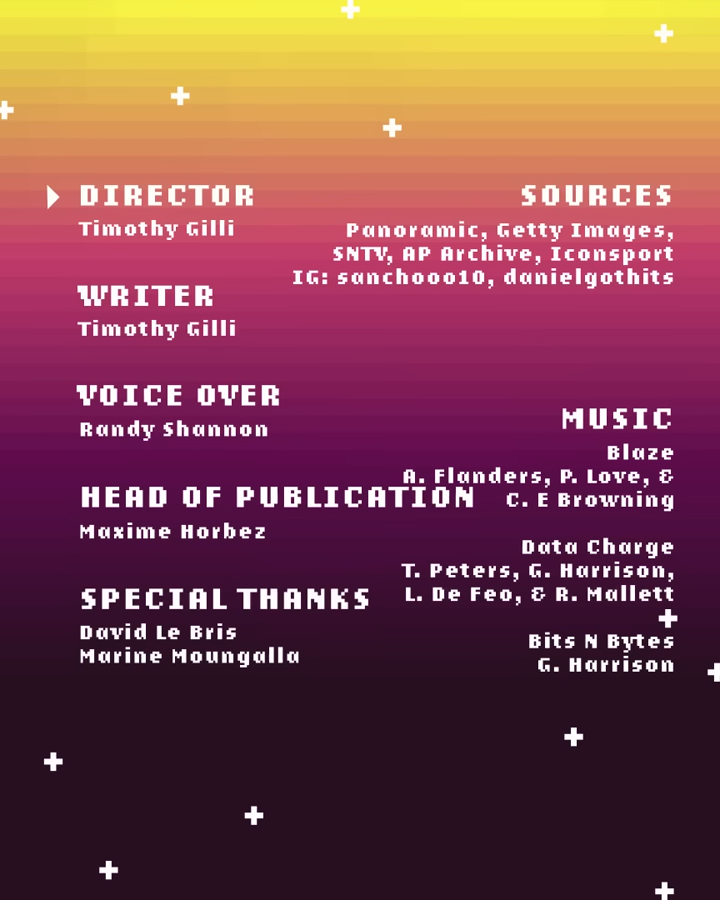 DIRECTOR
Timothy Gilli
WRITER
Timothy Gilli
VOICE OVER
Randy Shannon
HEAD OF PUBLICATION
Maxime Horbez
SPECIAL THANKS
David Le Bris
Marine Moungalla
SOURCES
Panoramic, Getty Images,
SNTV, AP Archive, Iconsport
IG: sanchooo10, danielgothits
MUSIC
Blaze
A. Flanders, P. Love, &
C. E Browning
Data Charge
T. Peters, G. Harrison,
L. De Feo, & R. Mallett
Bits N Bytes
G. Harrison